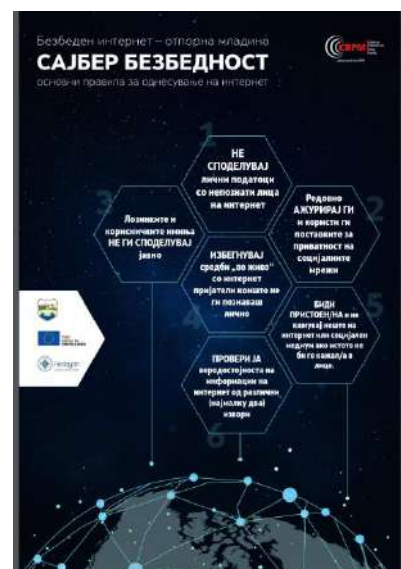 Безбеден интернет – отпорна младина
САЈБЕР БЕЗБЕДНОСТ
основни правила за однесување на интернет
СВРМ
1
НЕ
СПОДЕЛУВАЈ
лични податоци
со непознати лица
на интернет
2
Редовно
АЖУРИРАЈ ГИ
и користи ги
поставките за
приватност на
социјалните
мрежи
3
Лозинките и
корисничките имиња
НЕ ГИ СПОДЕЛУВАЈ
јавно
4
ИЗБЕГНУВАЈ
средби „во живо“
со интернет
пријатели коишто не
ги познаваш
лично
5
БИДИ
ПРИСТОЕН/НА и не
кажувај нешто на
интернет или социјален
медиум ако истото не
би го кажал/а в
лице.
6
ПРОВЕРИ ЈА
веродостојноста на
информации на
интернет од различни
(најмалку два)
извори